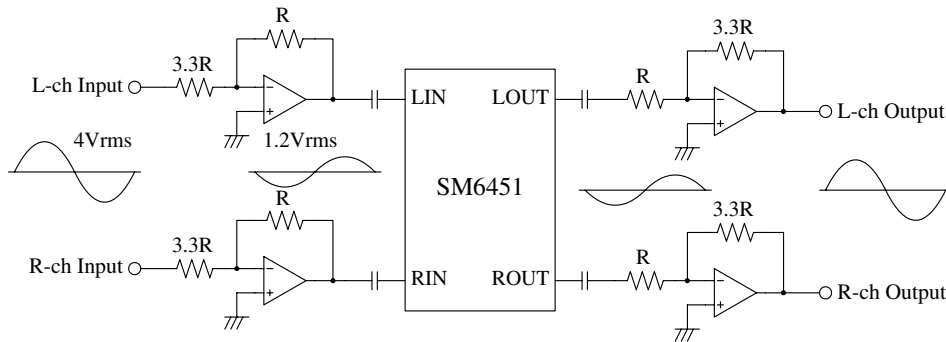 R
3.3R
3.3R
R
L-ch Input
LIN
LOUT
L-ch Output
4Vrms
1.2Vrms
SM6451
R
3.3R
3.3R
R
R-ch Input
RIN
ROUT
R-ch Output